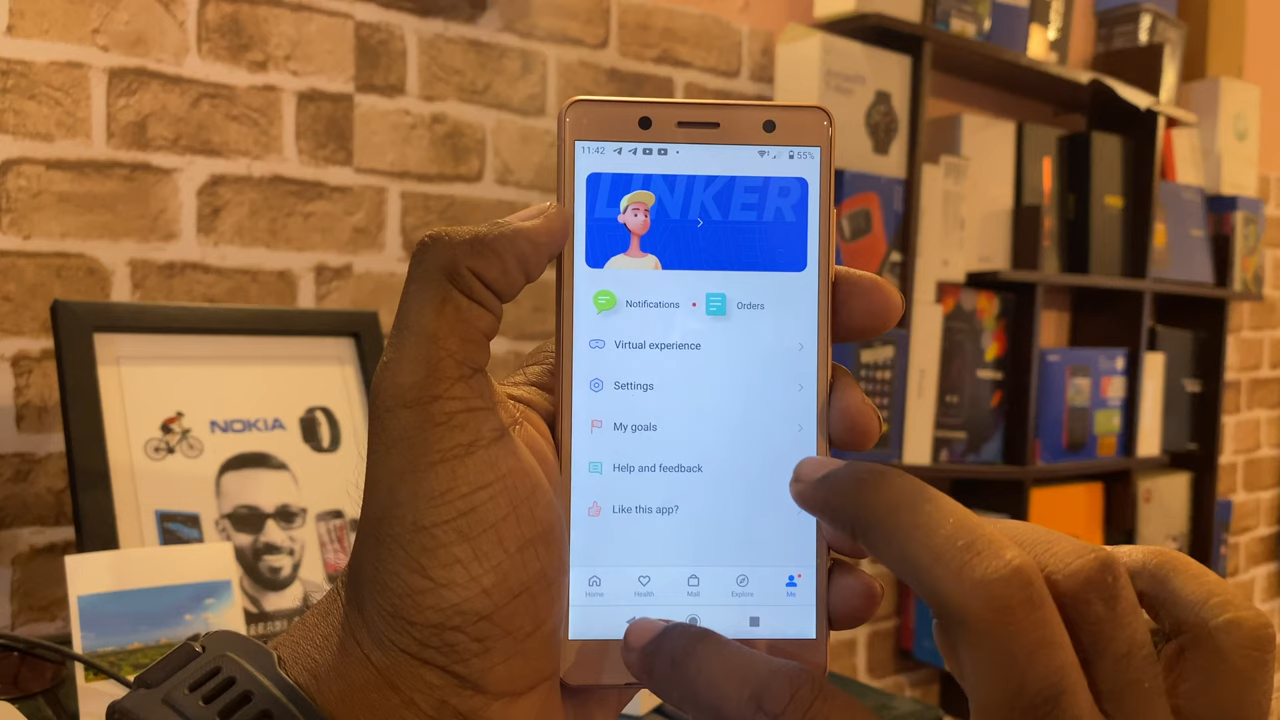 11:42
55%
LINKER
Notifications
Orders
Virtual experience
Settings
My goals
Help and feedback
Like this app?
Home
Health
Mall
Explore
Me
NOKIA